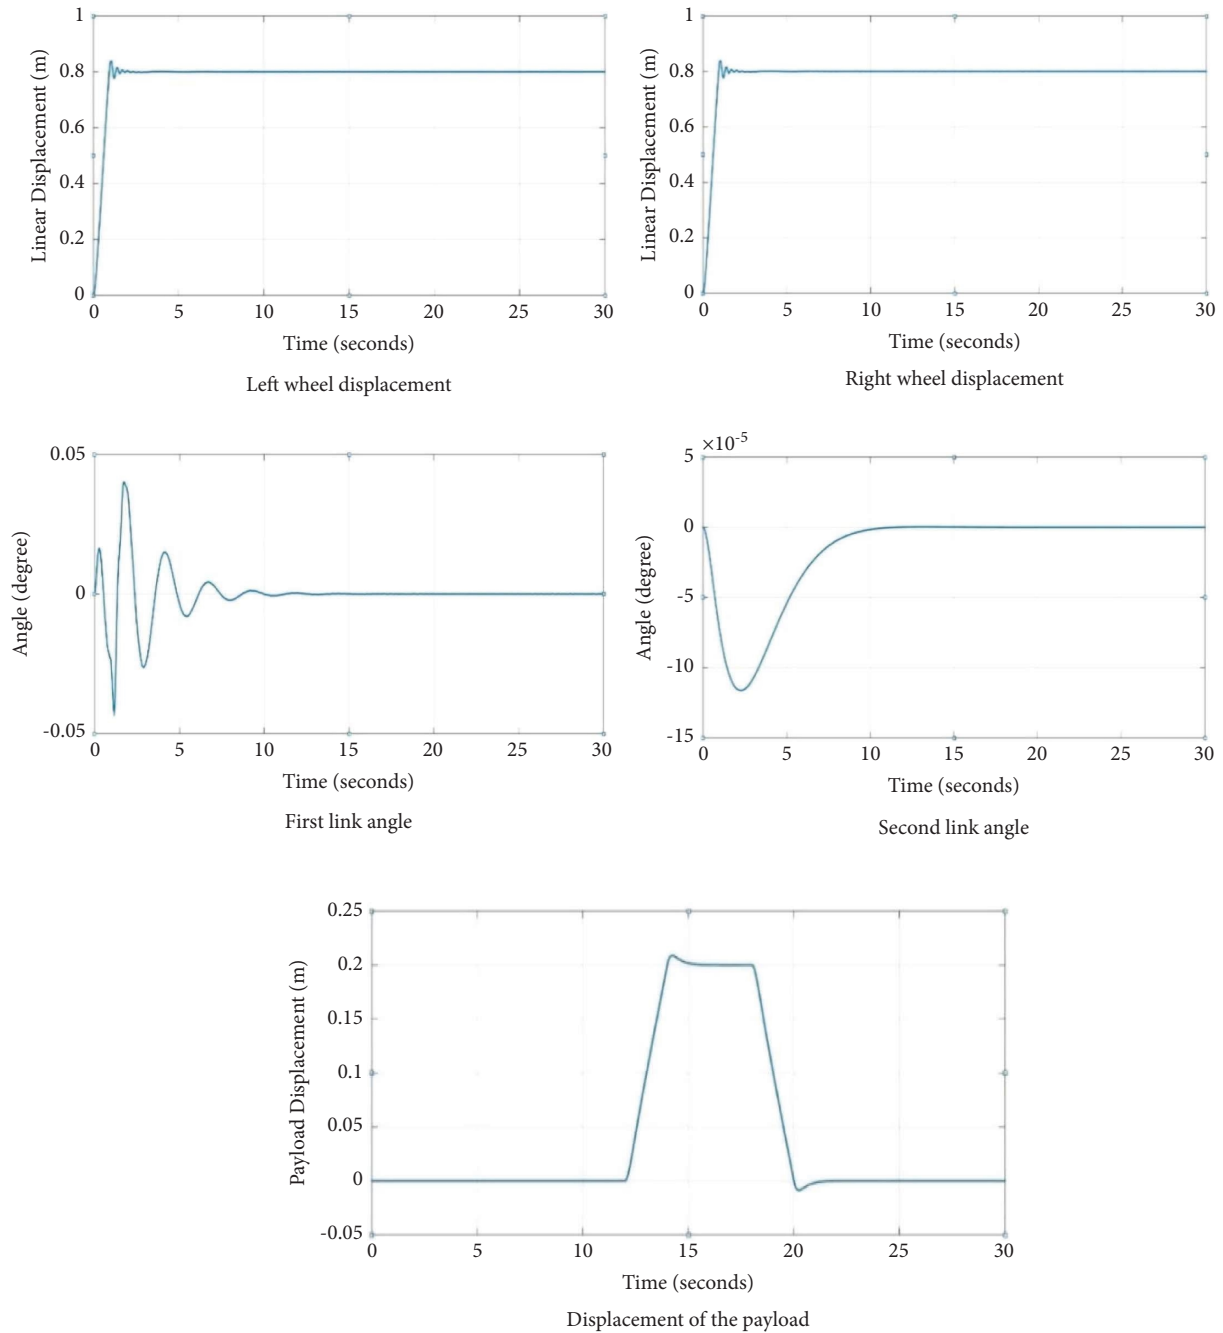 1
0.8
0.6
0.4
0.2
0
Linear Displacement (m)
0 5 10 15 20 25 30
Time (seconds)
Left wheel displacement
1
0.8
0.6
0.4
0.2
0
Linear Displacement (m)
0 5 10 15 20 25 30
Time (seconds)
Right wheel displacement
0.05
0
-0.05
Angle (degree)
0 5 10 15 20 25 30
Time (seconds)
First link angle
×10-5
5
0
-5
-10
-15
Angle (degree)
0 5 10 15 20 25 30
Time (seconds)
Second link angle
0.25
0.2
0.15
0.1
0.05
0
-0.05
Payload Displacement (m)
0 5 10 15 20 25 30
Time (seconds)
Displacement of the payload